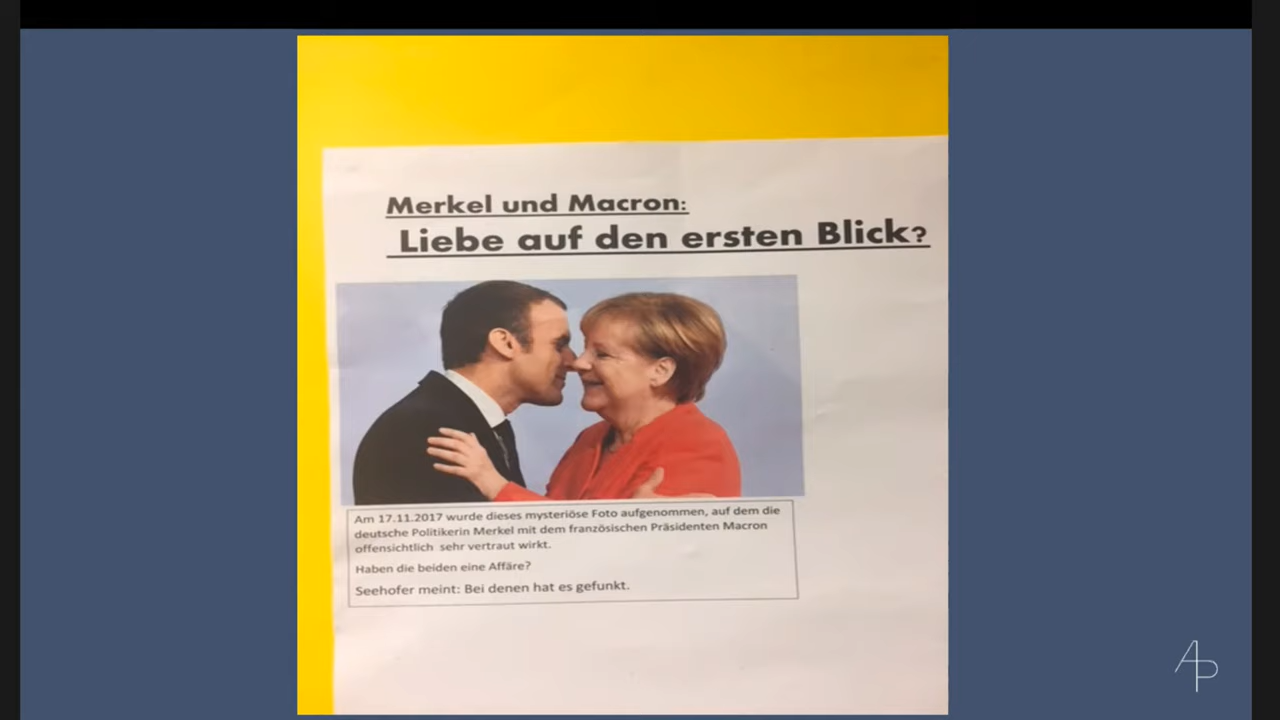 Merkel und Macron:
Liebe auf den ersten Blick?
Am 17.11.2017 wurde dieses mysteriöse Foto aufgenommen, auf dem die
deutsche Politikerin Merkel mit dem französischen Präsidenten Macron
offensichtlich sehr vertraut wirkt.
Haben die beiden eine Affäre?
Seehofer meint: Bei denen hat es gefunkt.
AP